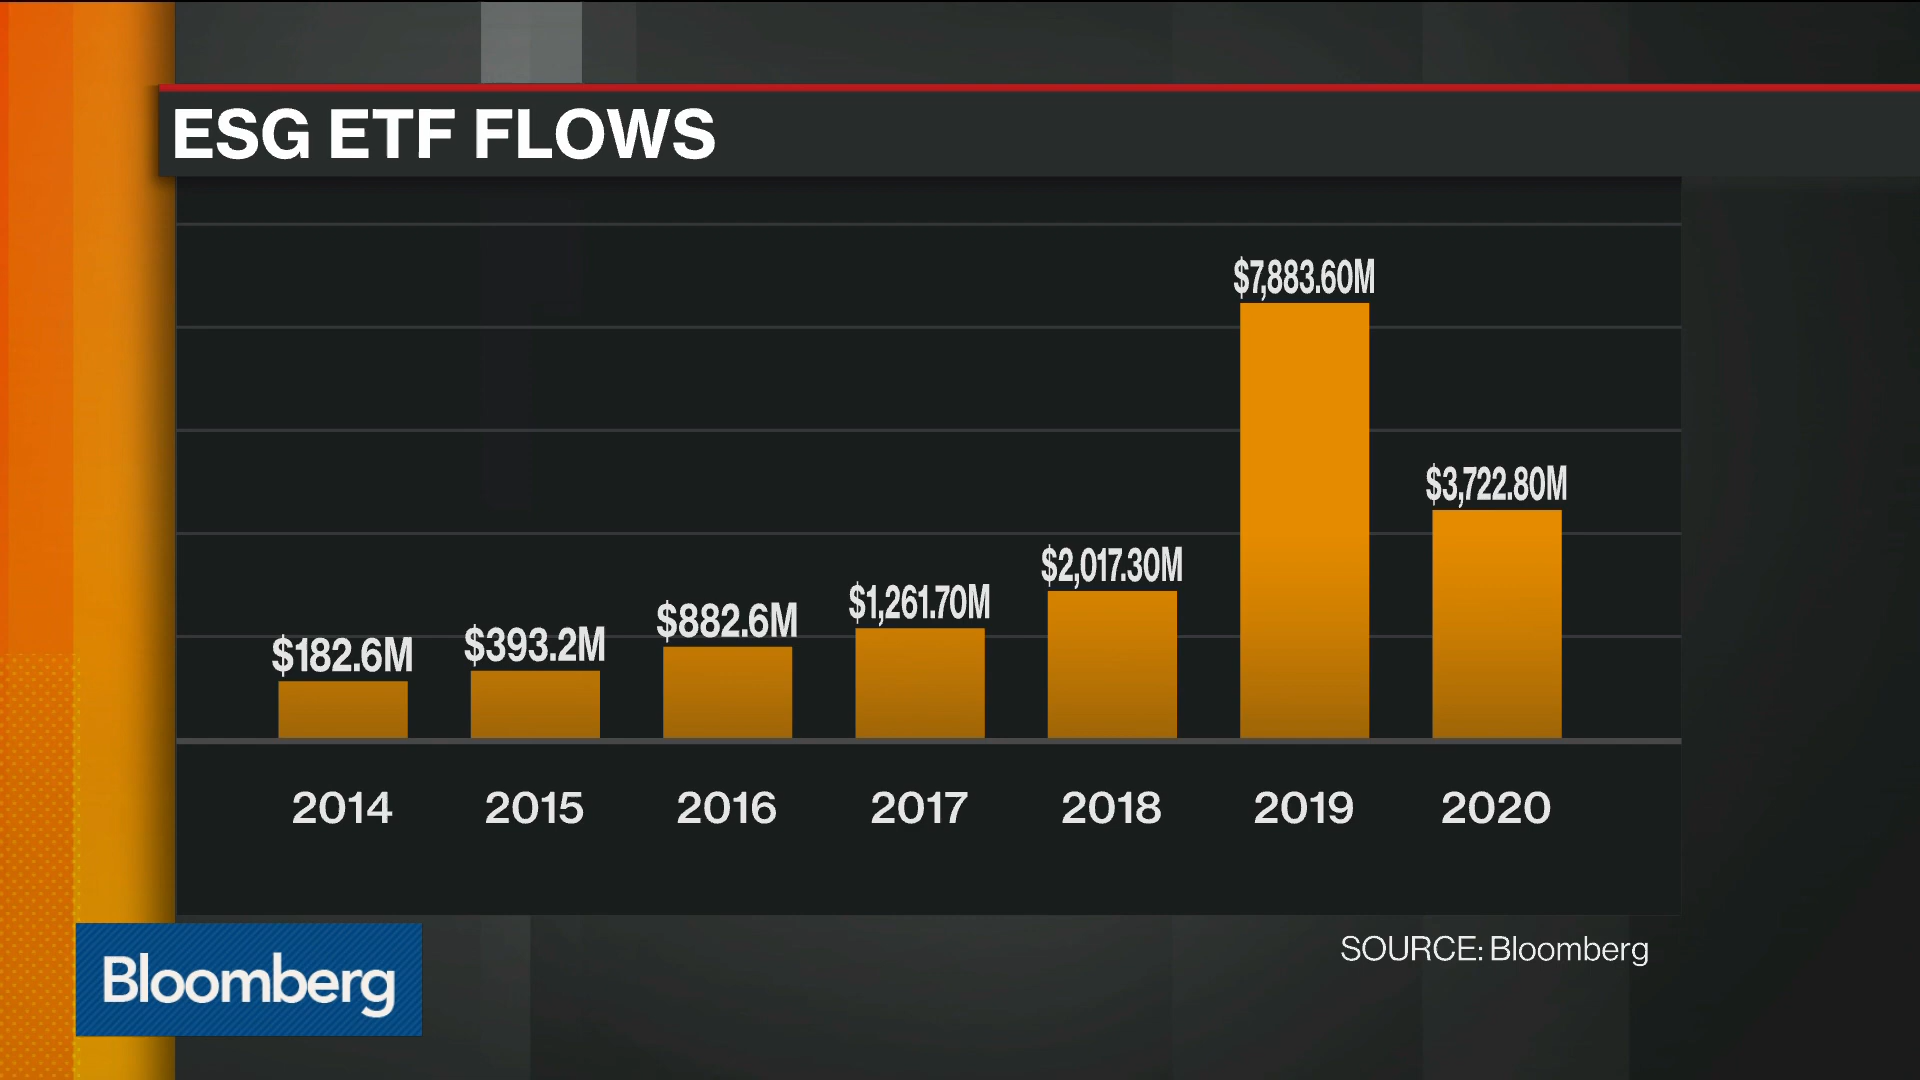 ESG ETF FLOWS
$7,883.60M
$3,722.80M
$2,017.30M
$1,261.70M
$882.6M
$393.2M
$182.6M
2014 2015 2016 2017 2018 2019 2020
SOURCE: Bloomberg
Bloomberg